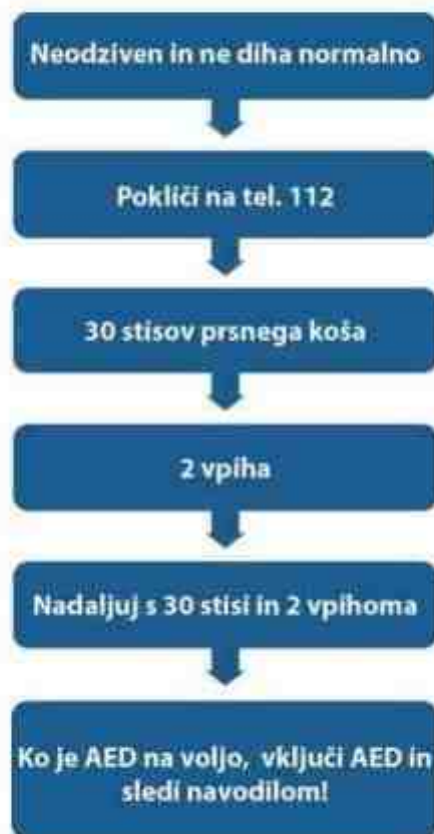 Neodziven in ne diha normalno
Pokliči na tel. 112
30 stisov prsnega koša
2 vpiha
Nadaljuj s 30 stisi in 2 vpihoma
Ko je AED na voljo, vključi AED in
sledi navodilom!